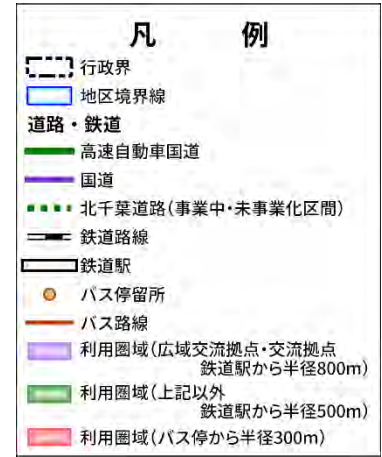 凡 例
行政界
地区境界線
道路・鉄道
高速自動車国道
国道
北千葉道路(事業中・未事業化区間)
鉄道路線
鉄道駅
バス停留所
バス路線
利用圏域(広域交流拠点・交流拠点
鉄道駅から半径800m)
利用圏域(上記以外
鉄道駅から半径500m)
利用圏域(バス停から半径300m)